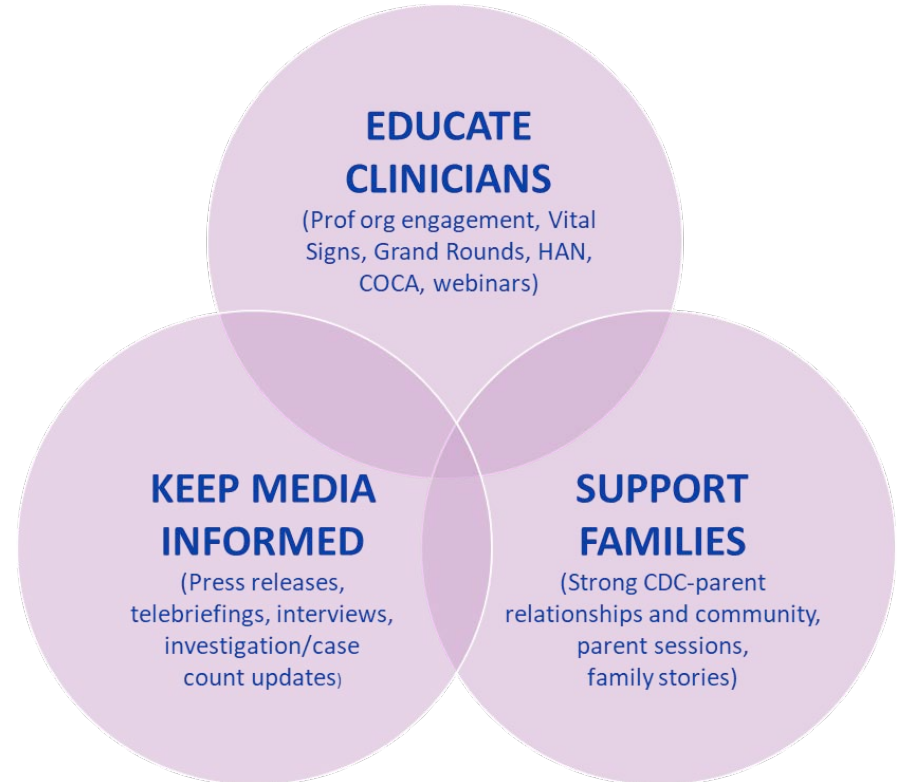 EDUCATE
CLINICIANS
(Prof org engagement, Vital
Signs, Grand Rounds, HAN,
COCA, webinars)
KEEP MEDIA
INFORMED
(Press releases,
telebriefings, interviews,
investigation/case
count updates)
SUPPORT
FAMILIES
(Strong CDC-parent
relationships and community,
parent sessions,
family stories)